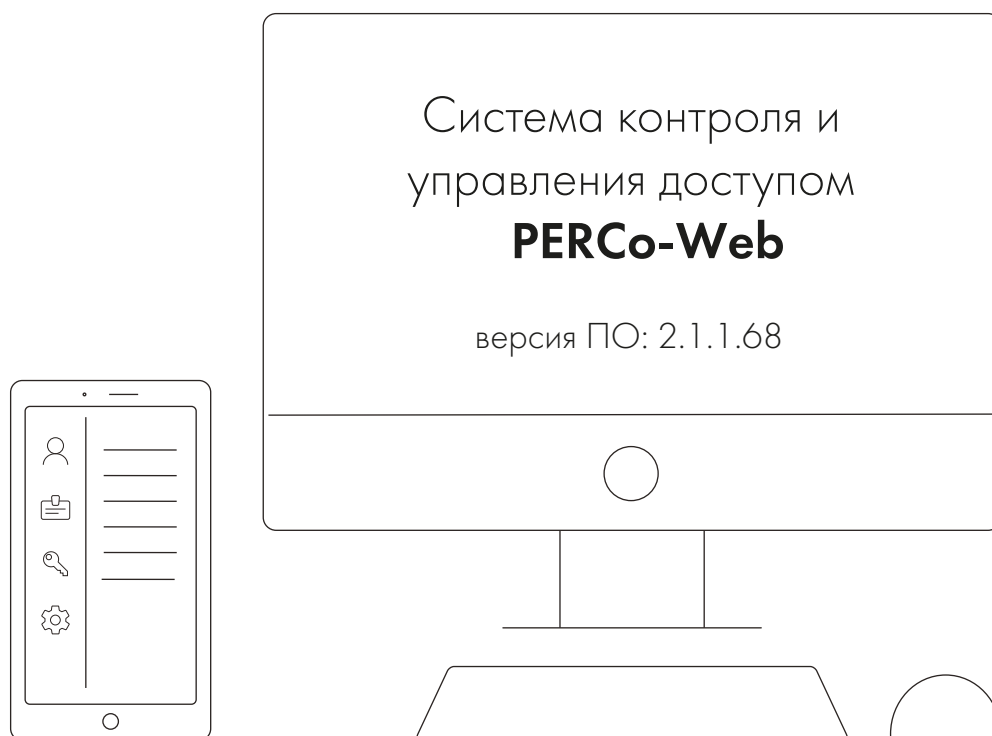 Система контроля и
управления доступом
PERCo-Web
версия ПО: 2.1.1.68